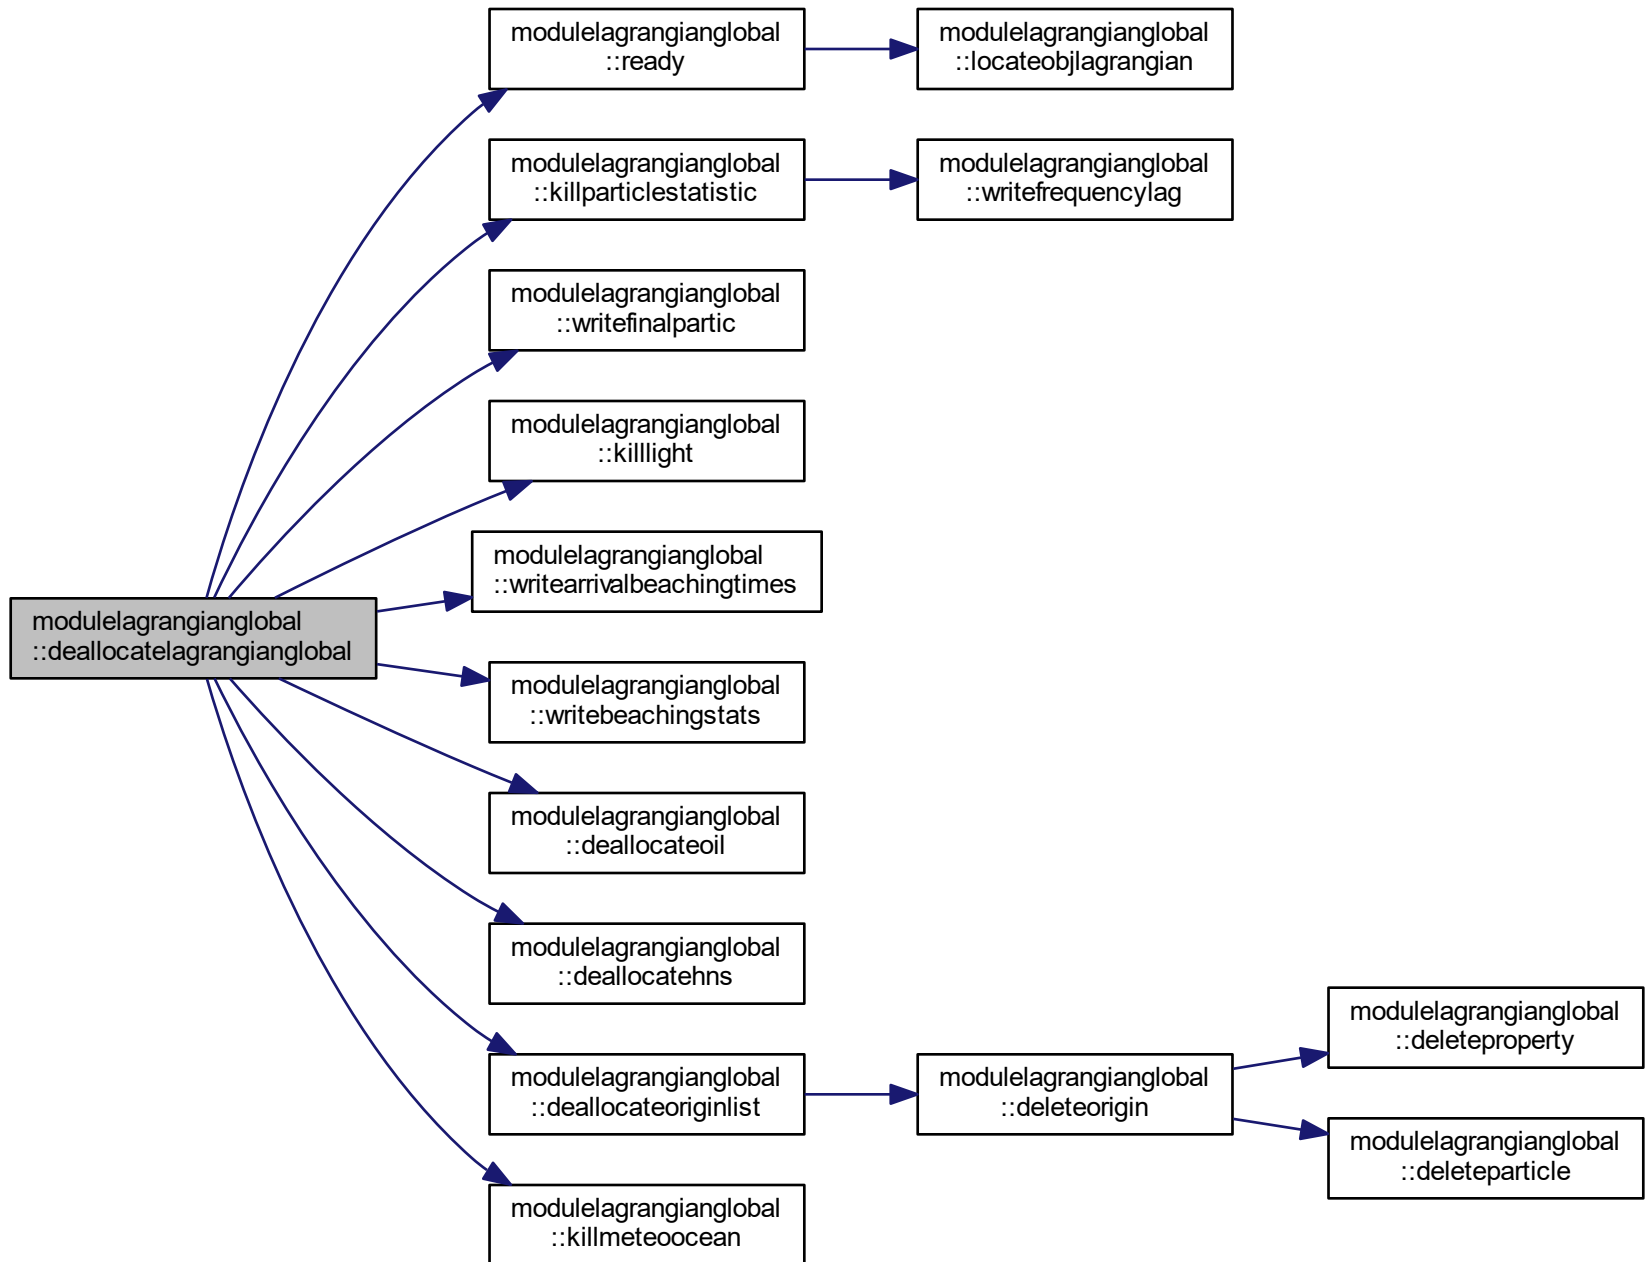 modulelagrangianglobal
::ready
modulelagrangianglobal
::locateobjlagrangian
modulelagrangianglobal
::killparticlestatistic
modulelagrangianglobal
::writefrequencylag
modulelagrangianglobal
::writefinalpartic
modulelagrangianglobal
::killlight
modulelagrangianglobal
::writearrivalbeachingtimes
modulelagrangianglobal
::deallocatelagrangianglobal
modulelagrangianglobal
::writebeachingstats
modulelagrangianglobal
::deallocateoil
modulelagrangianglobal
::deallocatehns
modulelagrangianglobal
::deallocateoriginlist
modulelagrangianglobal
::deleteorigin
modulelagrangianglobal
::deleteproperty
modulelagrangianglobal
::deleteparticle
modulelagrangianglobal
::killmeteoocean